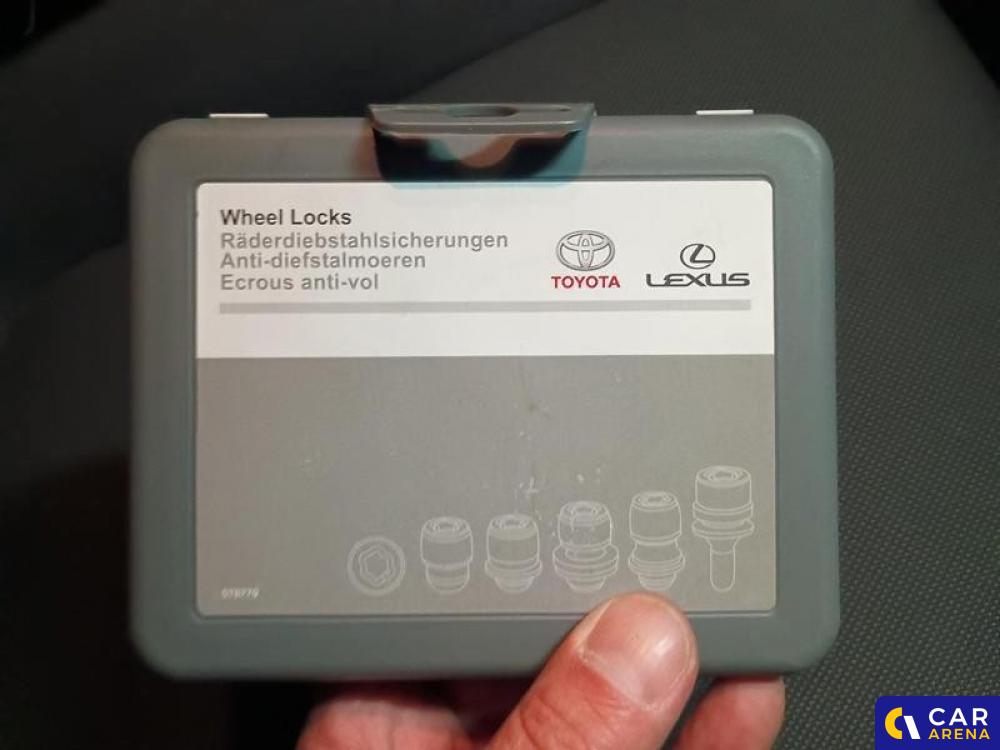 Wheel Locks
Räderdiebstahlsicherungen
Anti-diefstalmoeren
Ecrous anti-vol
TOYOTA
LEXUS
CAR
ARENA